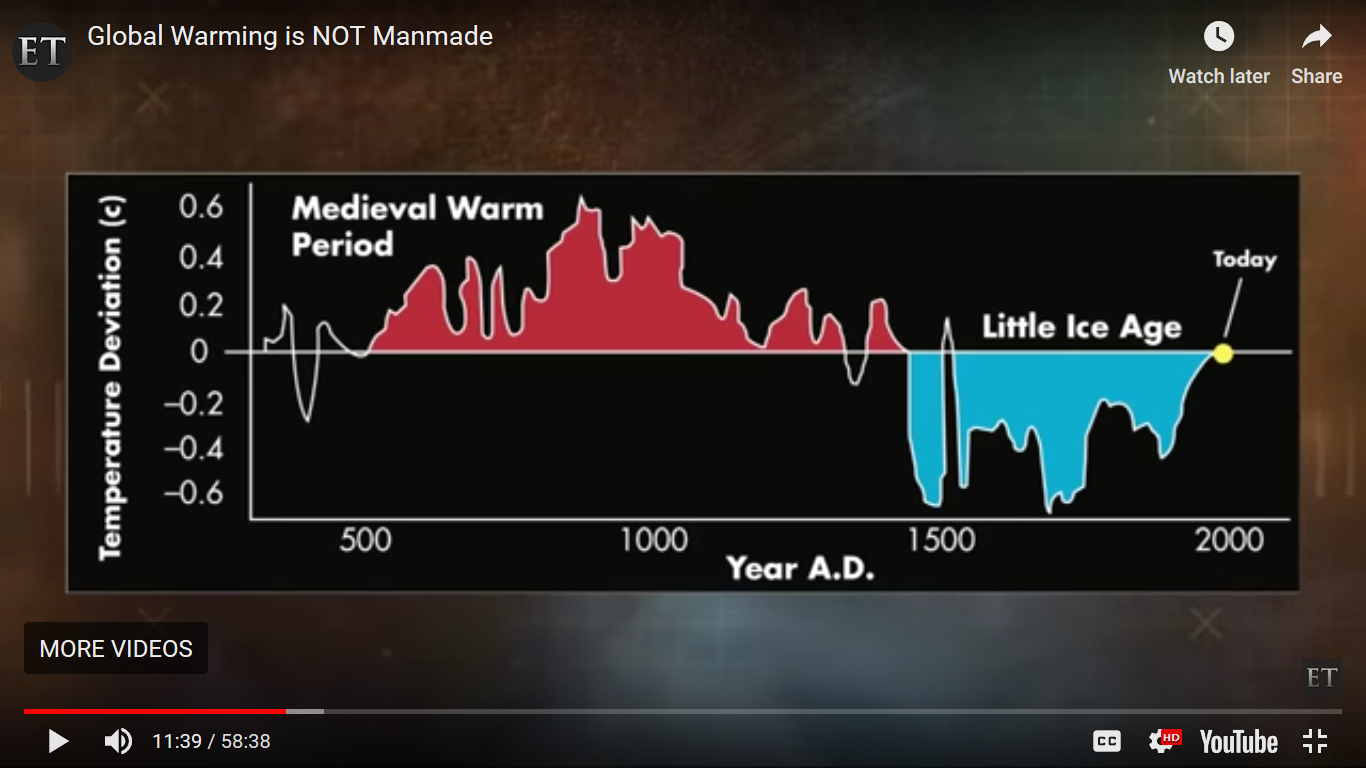 ET
Global Warming is NOT Manmade
Watch later
Share
Temperature Deviation (c)
0.6
0.4
0.2
0
–0.2
–0.4
–0.6
Medieval Warm
Period
Today
Little Ice Age
500
1000
1500
2000
Year A.D.
MORE VIDEOS
ET
11:39 / 58:38
CC
HD
YouTube